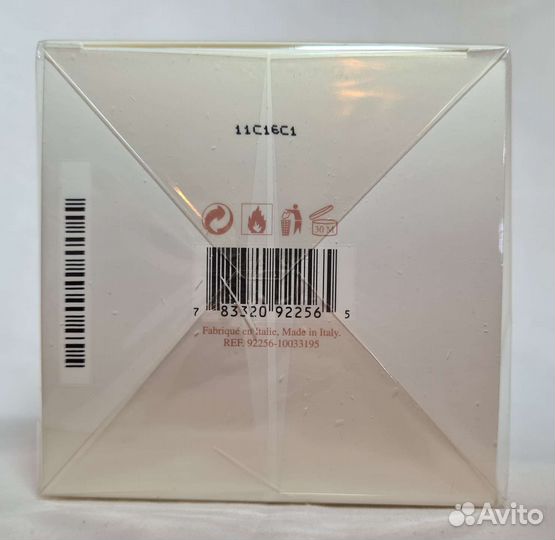 11C16C1
30 M
7 83320 92256 5
Fabriqué en Italie, Made in Italy.
REF. 92256-10033195
Avito